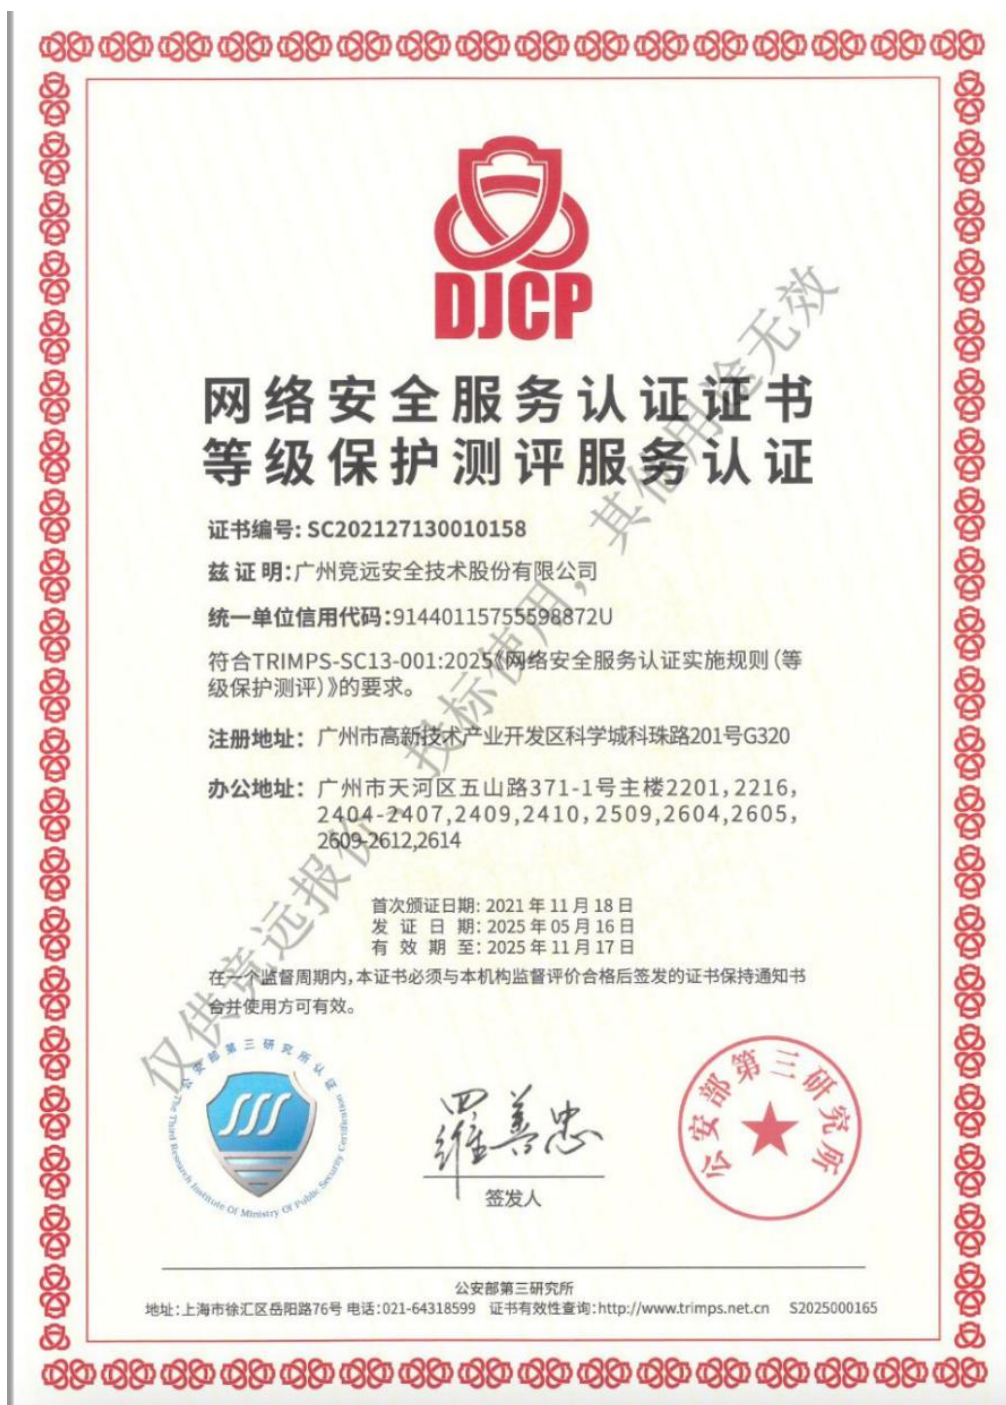 DJCP
网络安全服务认证证书
等级保护测评服务认证
证书编号: SC202127130010158
兹证明:广州竞远安全技术股份有限公司
统一单位信用代码:91440115755598872U
符合TRIMPS-SC13-001:2025《网络安全服务认证实施规则(等
级保护测评)》的要求。
注册地址: 广州市高新技术产业开发区科学城科珠路201号G320
办公地址: 广州市天河区五山路371-1号主楼2201,2216,
2404-2407,2409,2410,2509,2604,2605,
2609-2612,2614
首次颁证日期: 2021 年 11 月 18 日
发 证 日 期: 2025 年 05 月 16 日
有 效 期 至: 2025 年 11 月 17 日
在一个监督周期内,本证书必须与本机构监督评价合格后签发的证书保持通知书
合并使用方可有效。
仅供竞远报价、投标使用,其他用途无效
公安部第三研究所认证
The Third Research Institute Of Ministry Of Public Security Certification
罗善忠
签发人
公安部第三研究所
公安部第三研究所
地址:上海市徐汇区岳阳路76号 电话:021-64318599 证书有效性查询:http://www.trimps.net.cn S2025000165